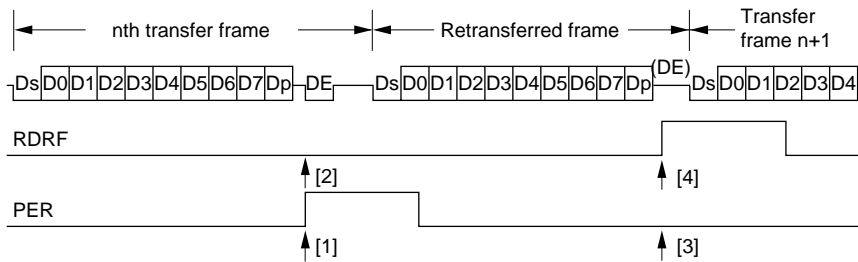 nth transfer frame Retransferred frame Transfer
frame n+1
(DE)
Ds D0 D1 D2 D3 D4 D5 D6 D7 Dp DE Ds D0 D1 D2 D3 D4 D5 D6 D7 Dp Ds D0 D1 D2 D3 D4
RDRF
[2] [4]
PER
[1] [3]